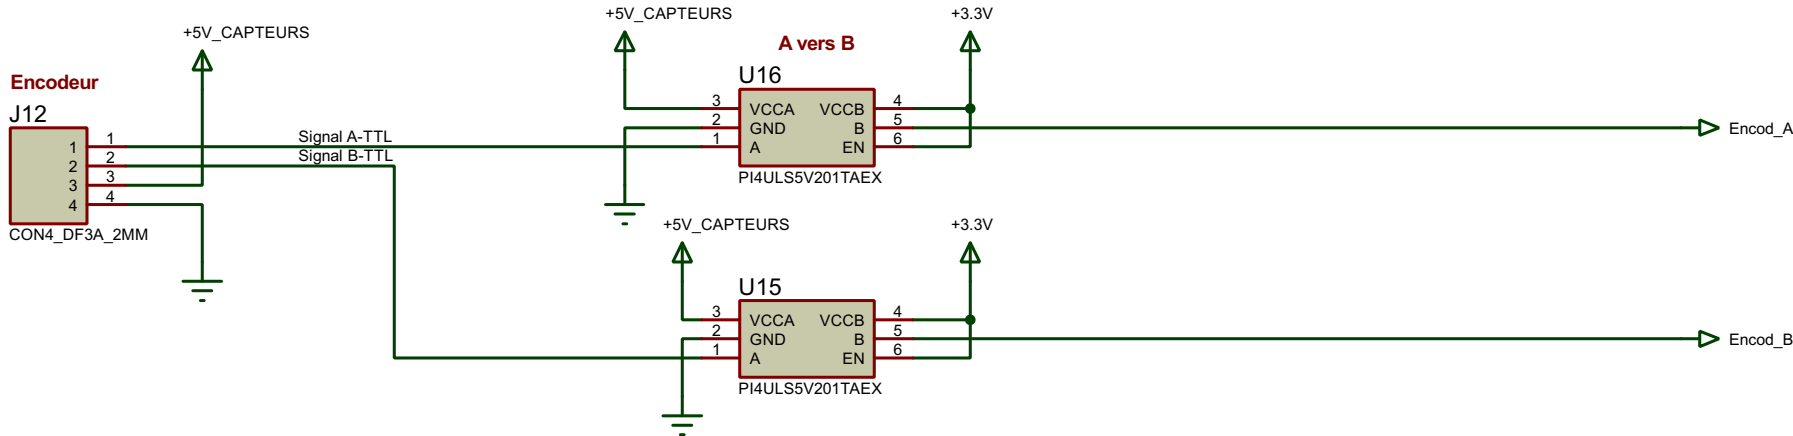 +5V_CAPTEURS
+3.3V
+5V_CAPTEURS
A vers B
Encodeur
J12
1 1
2 2
3 3
4 4
CON4_DF3A_2MM
Signal A-TTL
Signal B-TTL
U16
3 VCCA VCCB 4
2 GND B 5
1 A EN 6
PI4ULS5V201TAEX
Encod_A
+5V_CAPTEURS
+3.3V
U15
3 VCCA VCCB 4
2 GND B 5
1 A EN 6
PI4ULS5V201TAEX
Encod_B